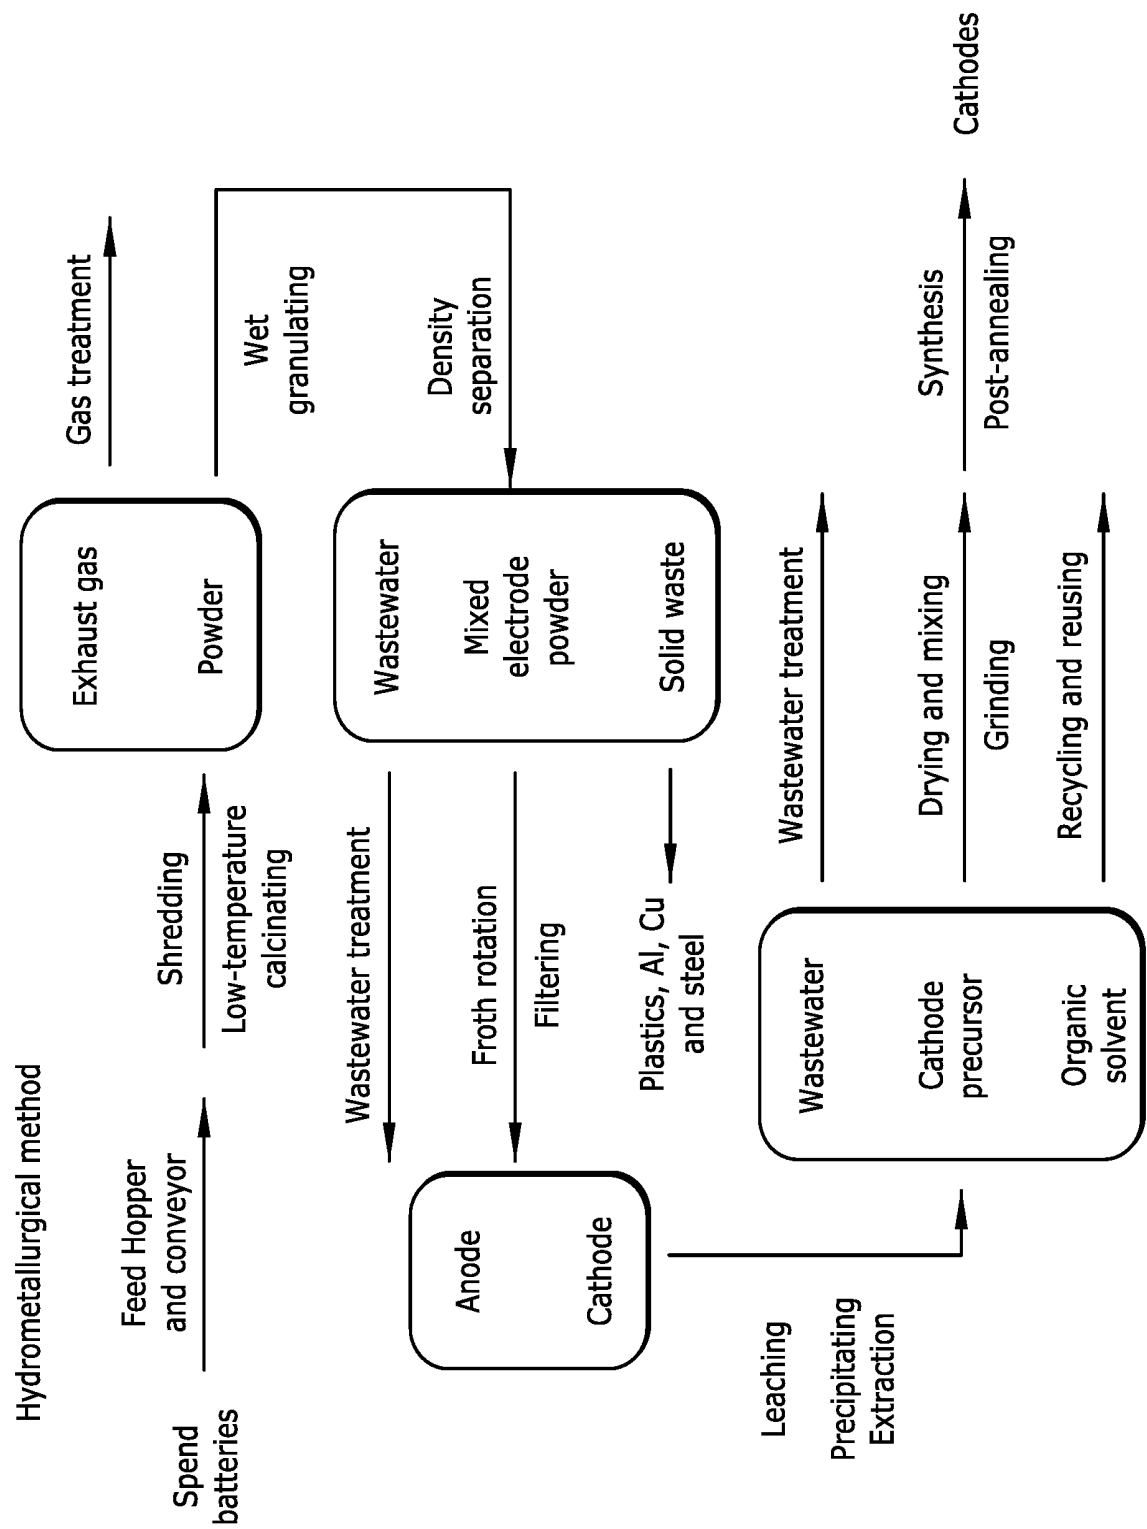 Hydrometallurgical method
Spend
batteries
Feed Hopper
and conveyor
Shredding
Low-temperature
calcinating
Exhaust gas
Powder
Gas treatment
Wet
granulating
Density
separation
Wastewater
Mixed
electrode
powder
Solid waste
Wastewater treatment
Froth rotation
Filtering
Plastics, Al, Cu
and steel
Anode
Cathode
Leaching
Precipitating
Extraction
Wastewater
Cathode
precursor
Organic
solvent
Wastewater treatment
Drying and mixing
Grinding
Recycling and reusing
Synthesis
Post-annealing
Cathodes